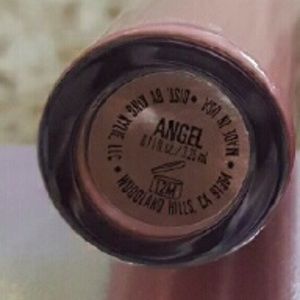 ANGEL
0.11 fl oz / 3.25 mL
12M
MADE IN USA • DIST. BY KING KYLIE, LLC • WOODLAND HILLS, CA 91364 •